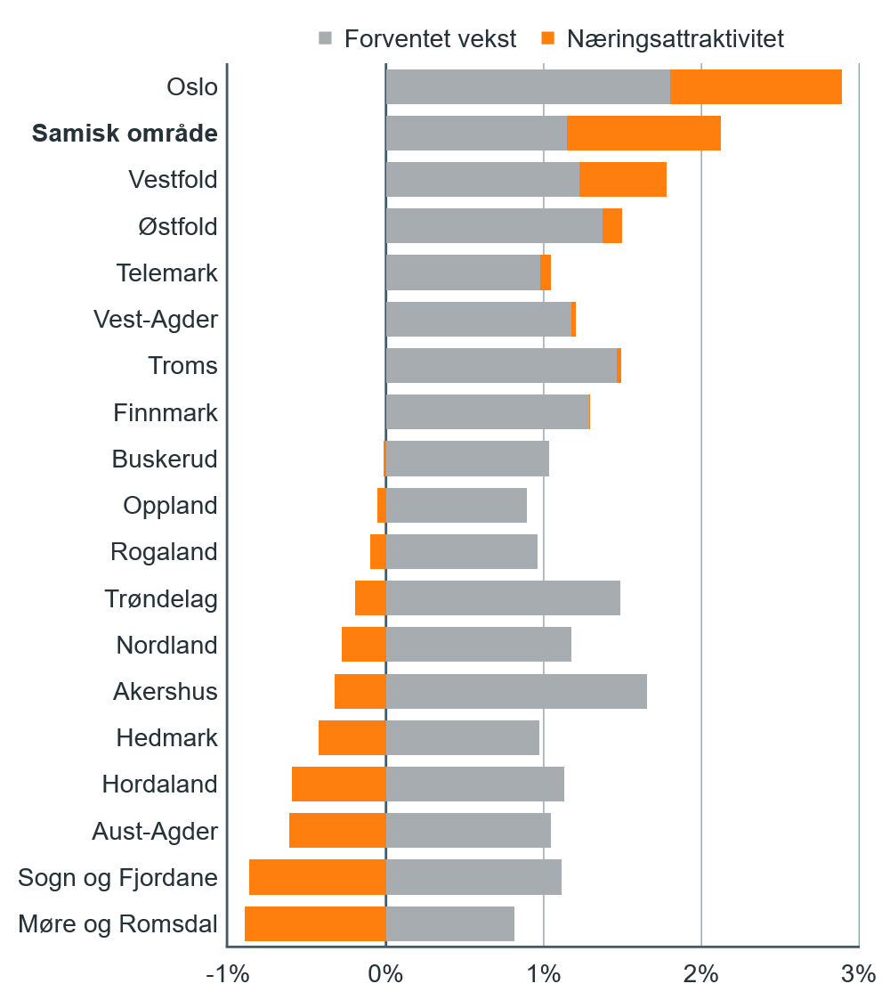 Forventet vekst Næringsattraktivitet
Oslo
Samisk område
Vestfold
Østfold
Telemark
Vest-Agder
Troms
Finnmark
Buskerud
Oppland
Rogaland
Trøndelag
Nordland
Akershus
Hedmark
Hordaland
Aust-Agder
Sogn og Fjordane
Møre og Romsdal
-1% 0% 1% 2% 3%